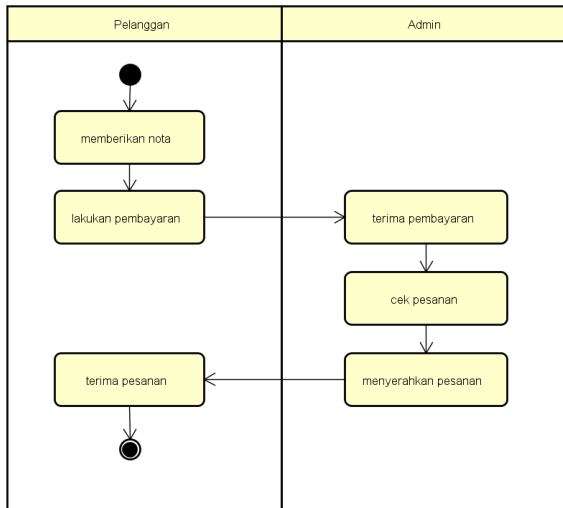 Pelanggan
Admin
memberikan nota
lakukan pembayaran
terima pembayaran
cek pesanan
terima pesanan
menyerahkan pesanan